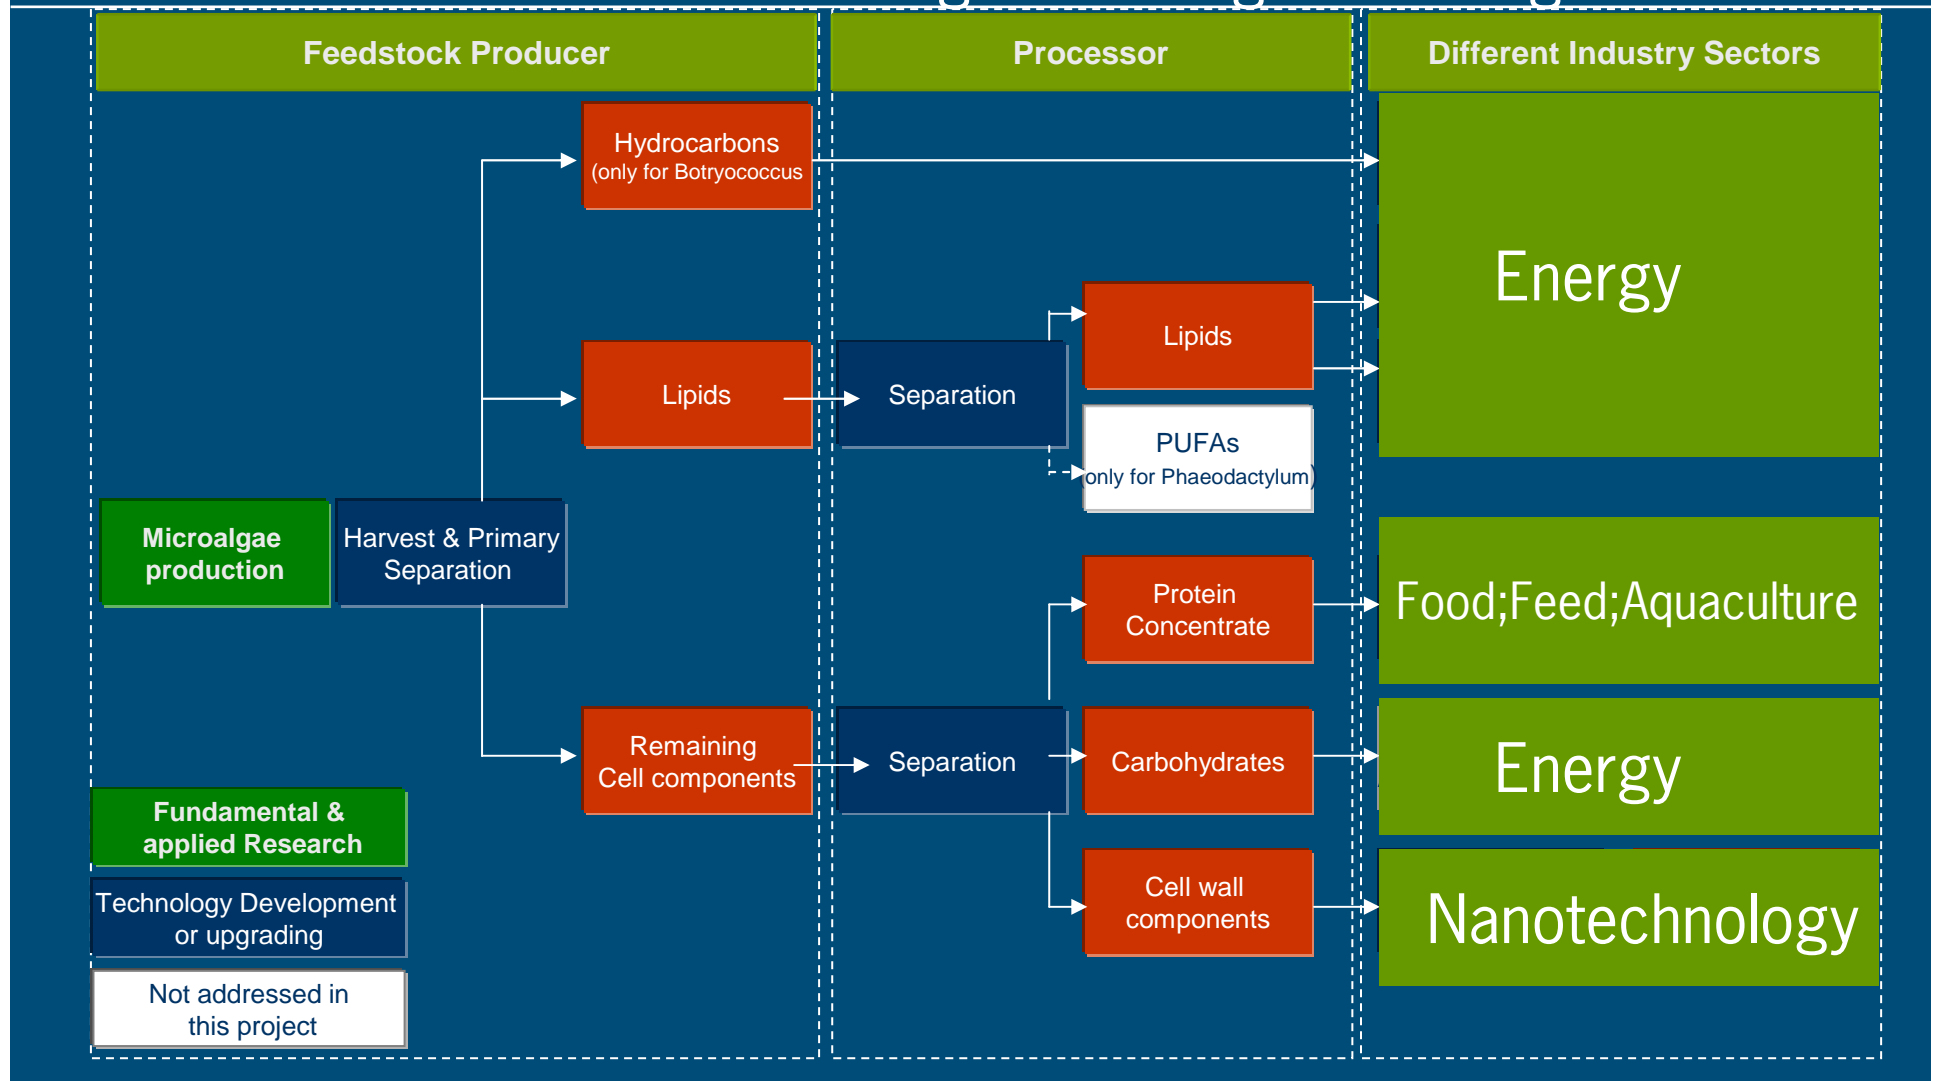 Feedstock Producer
Processor
Different Industry Sectors
Hydrocarbons
(only for Botryococcus
Energy
Lipids
Lipids
Separation
PUFAs
(only for Phaeodactylum)
Microalgae
production
Harvest & Primary
Separation
Protein
Concentrate
Food;Feed;Aquaculture
Remaining
Cell components
Separation
Carbohydrates
Energy
Fundamental &
applied Research
Technology Development
or upgrading
Cell wall
components
Nanotechnology
Not addressed in
this project